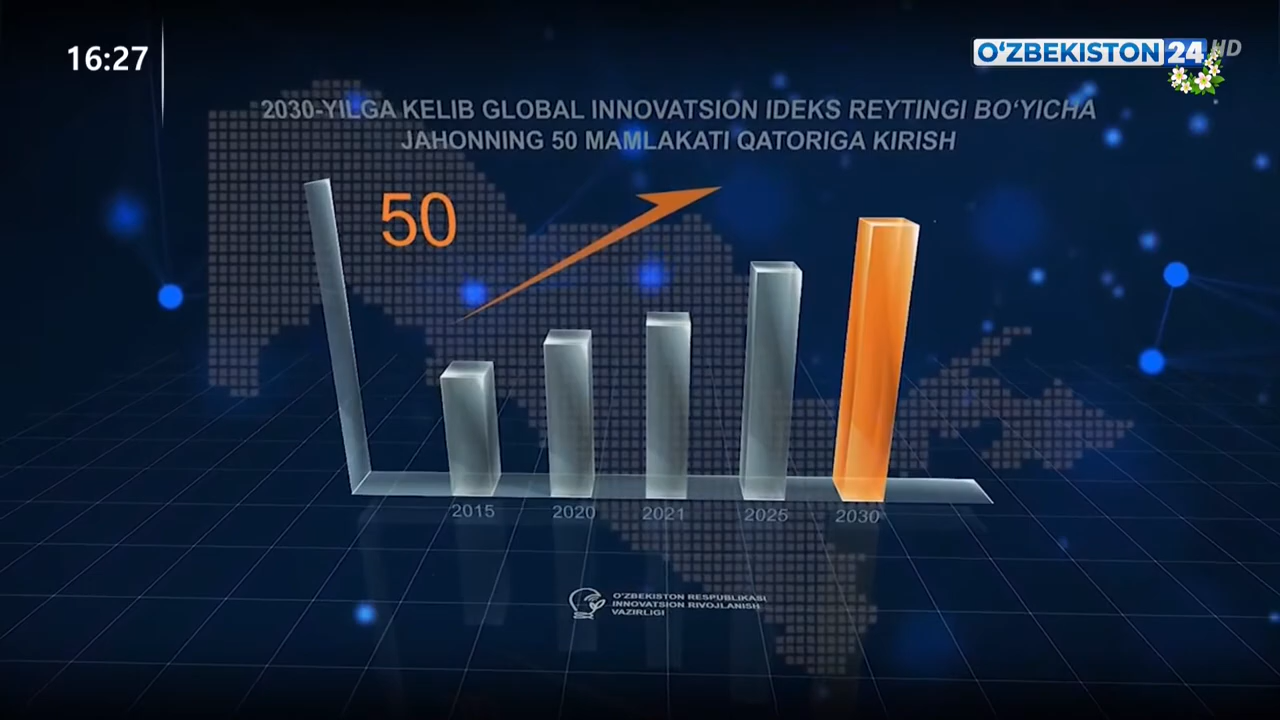 16:27
O‘ZBEKISTON 24 HD
2030-YILGA KELIB GLOBAL INNOVATSION IDEKS REYTINGI BO‘YICHA
JAHONNING 50 MAMLAKATI QATORIGA KIRISH
50
2015 2020 2021 2025 2030
O‘ZBEKISTON RESPUBLIKASI
INNOVATSION RIVOJLANISH
VAZIRLIGI